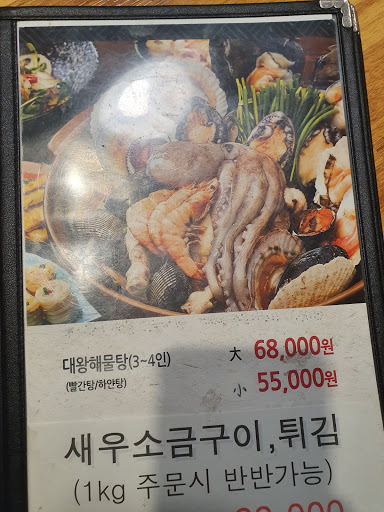 대왕해물탕(3~4인) 大 68,000원
(빨간탕/하얀탕) 小 55,000원
새우소금구이,튀김
(1kg 주문시 반반가능)